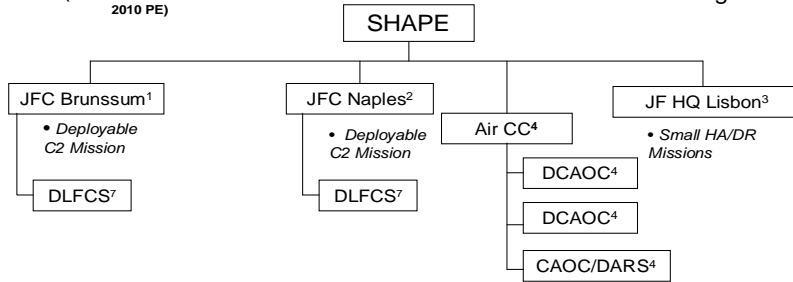 2010 PE)
SHAPE
JFC Brunssum¹
JFC Naples²
Air CC⁴
JF HQ Lisbon³
• Deployable
C2 Mission
• Deployable
C2 Mission
• Small HA/DR
Missions
DLFCS⁷
DLFCS⁷
DCAOC⁴
DCAOC⁴
CAOC/DARS⁴